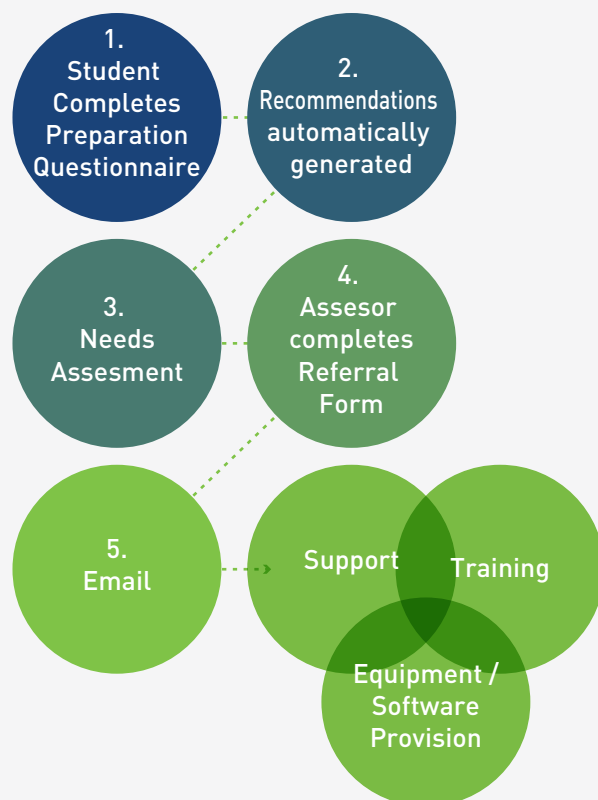 1.
Student
Completes
Preparation
Questionnaire
2.
Recommendations
automatically
generated
3.
Needs
Assesment
4.
Assesor
completes
Referral
Form
5.
Email
Support
Training
Equipment /
Software
Provision